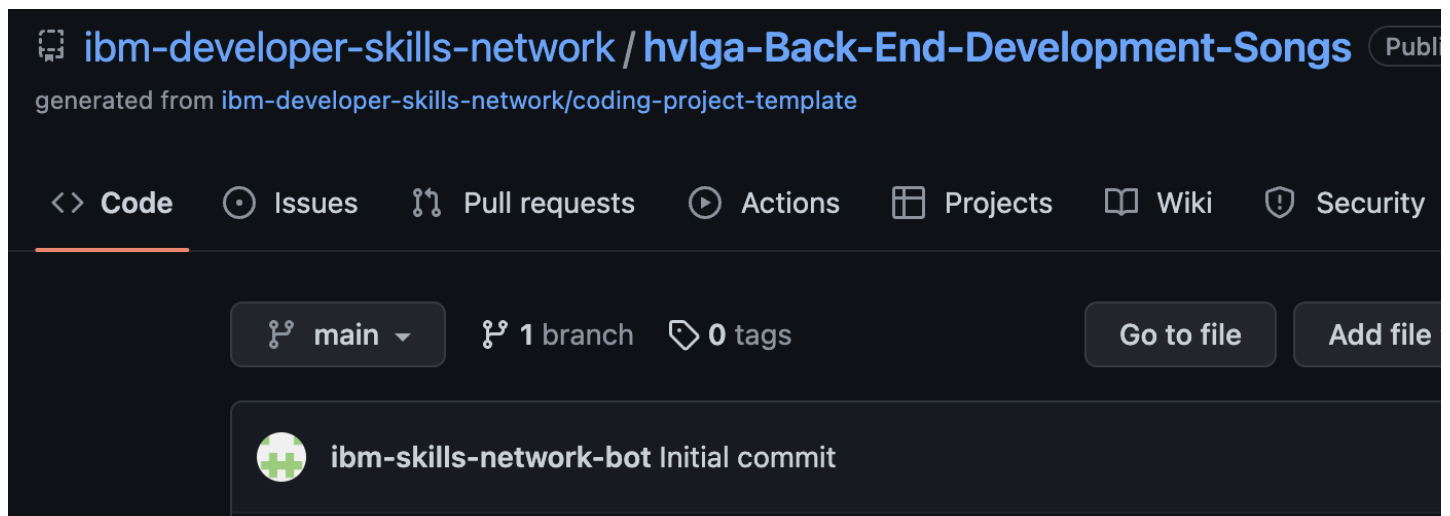 ibm-developer-skills-network / hvlga-Back-End-Development-Songs
generated from ibm-developer-skills-network/coding-project-template
Code Issues Pull requests Actions Projects Wiki Security
main 1 branch 0 tags Go to file Add file
ibm-skills-network-bot Initial commit